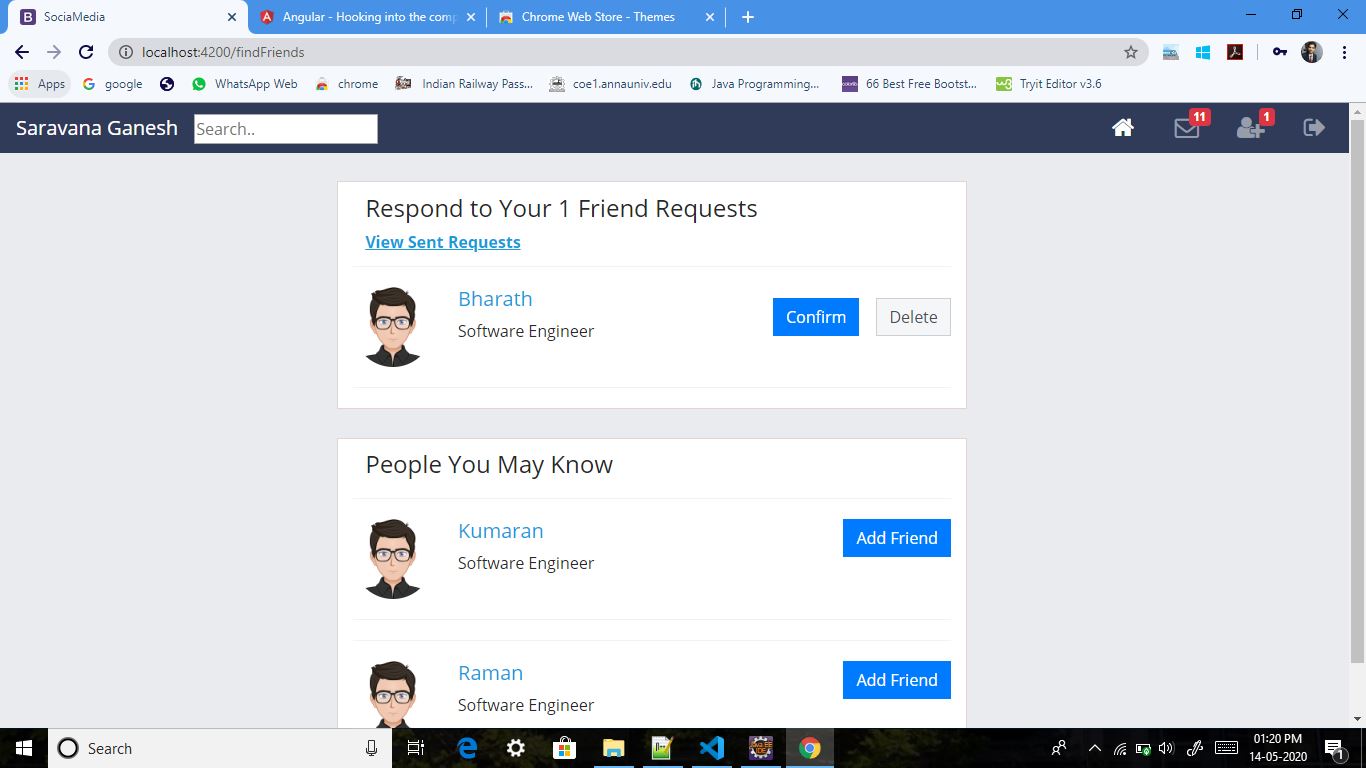 SociaMedia
Angular - Hooking into the comp
Chrome Web Store - Themes
localhost:4200/findFriends
Apps
google
WhatsApp Web
chrome
Indian Railway Pass...
coe1.annauniv.edu
Java Programming...
66 Best Free Bootst...
Tryit Editor v3.6
Saravana Ganesh
Search..
11
1
Respond to Your 1 Friend Requests
View Sent Requests
Bharath
Software Engineer
Confirm
Delete
People You May Know
Kumaran
Software Engineer
Add Friend
Raman
Software Engineer
Add Friend
Search
01:20 PM
14-05-2020
1